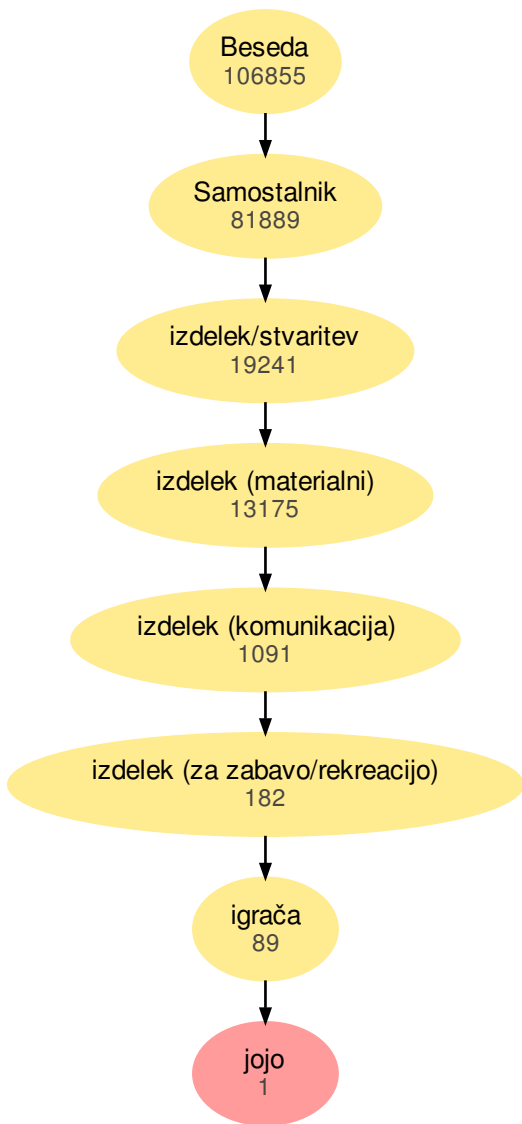 Beseda
106855
Samostalnik
81889
izdelek/stvaritev
19241
izdelek (materialni)
13175
izdelek (komunikacija)
1091
izdelek (za zabavo/rekreacijo)
182
igrača
89
jojo
1